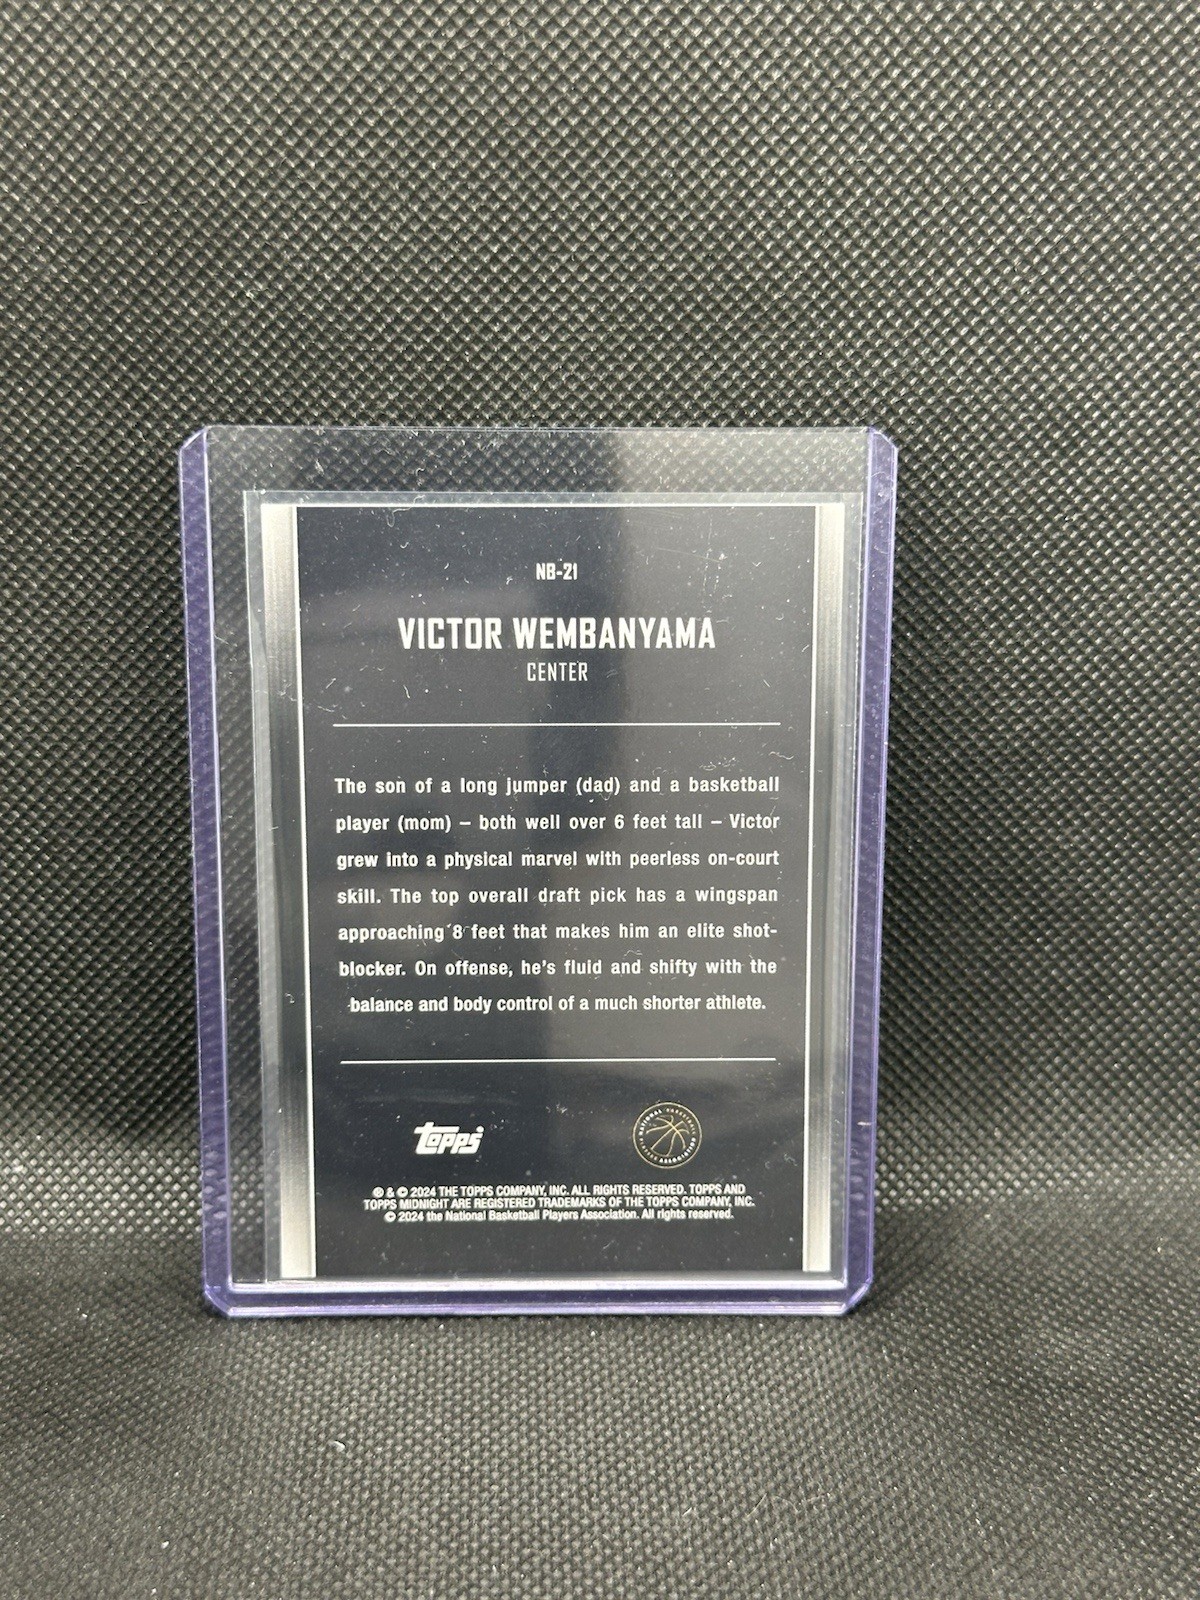 NB-21
VICTOR WEMBANYAMA
CENTER
The son of a long jumper (dad) and a basketball
player (mom) – both well over 6 feet tall – Victor
grew into a physical marvel with peerless on-court
skill. The top overall draft pick has a wingspan
approaching 8 feet that makes him an elite shot-
blocker. On offense, he's fluid and shifty with the
balance and body control of a much shorter athlete.
topps
NATIONAL BASKETBALL
PLAYERS ASSOCIATION
® & © 2024 THE TOPPS COMPANY, INC. ALL RIGHTS RESERVED. TOPPS AND
TOPPS MIDNIGHT ARE REGISTERED TRADEMARKS OF THE TOPPS COMPANY, INC.
© 2024 the National Basketball Players Association. All rights reserved.